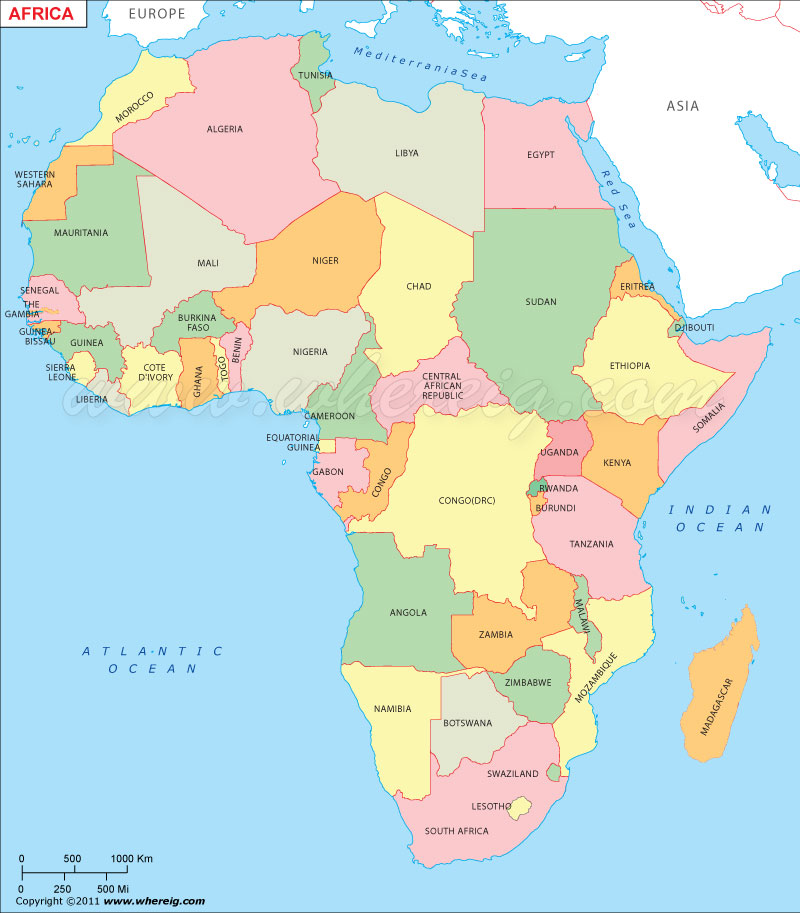 AFRICA
EUROPE
ASIA
MediterraniaSea
Red Sea
TUNISIA
MOROCCO
ALGERIA
LIBYA
EGYPT
WESTERN
SAHARA
MAURITANIA
MALI
NIGER
CHAD
SUDAN
ERITREA
DJIBOUTI
ETHIOPIA
SOMALIA
SENEGAL
THE
GAMBIA
GUINEA
BISSAU
GUINEA
SIERRA
LEONE
LIBERIA
COTE
D'IVORY
BURKINA
FASO
GHANA
TOGO
BENIN
NIGERIA
CAMEROON
CENTRAL
AFRICAN
REPUBLIC
www.whereig.com
EQUATORIAL
GUINEA
GABON
CONGO
CONGO(DRC)
UGANDA
KENYA
RWANDA
BURUNDI
TANZANIA
INDIAN
OCEAN
ANGOLA
ZAMBIA
MALAWI
MOZAMBIQUE
ZIMBABWE
MADAGASCAR
ATLANTIC
OCEAN
NAMIBIA
BOTSWANA
SWAZILAND
LESOTHO
SOUTH AFRICA
0 500 1000 Km
0 250 500 Mi
Copyright ©2011 www.whereig.com